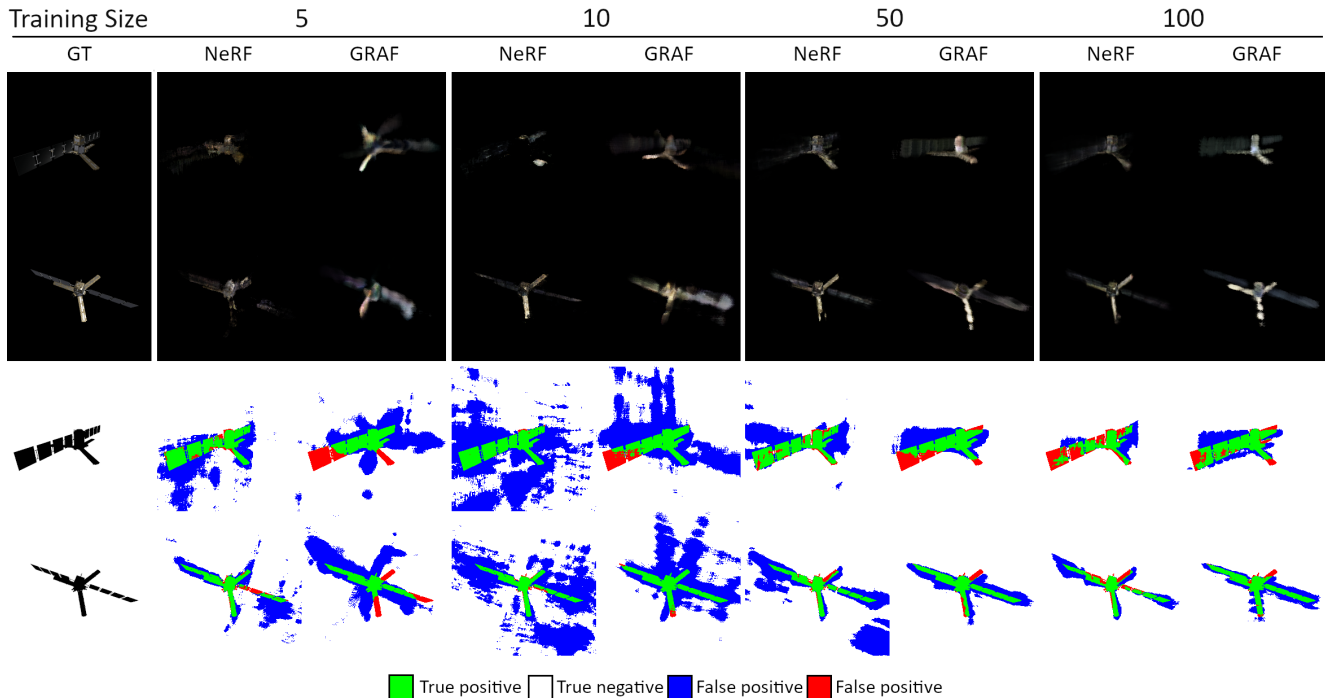 Training Size 5 10 50 100
GT NeRF GRAF NeRF GRAF NeRF GRAF NeRF GRAF
True positive True negative False positive False positive